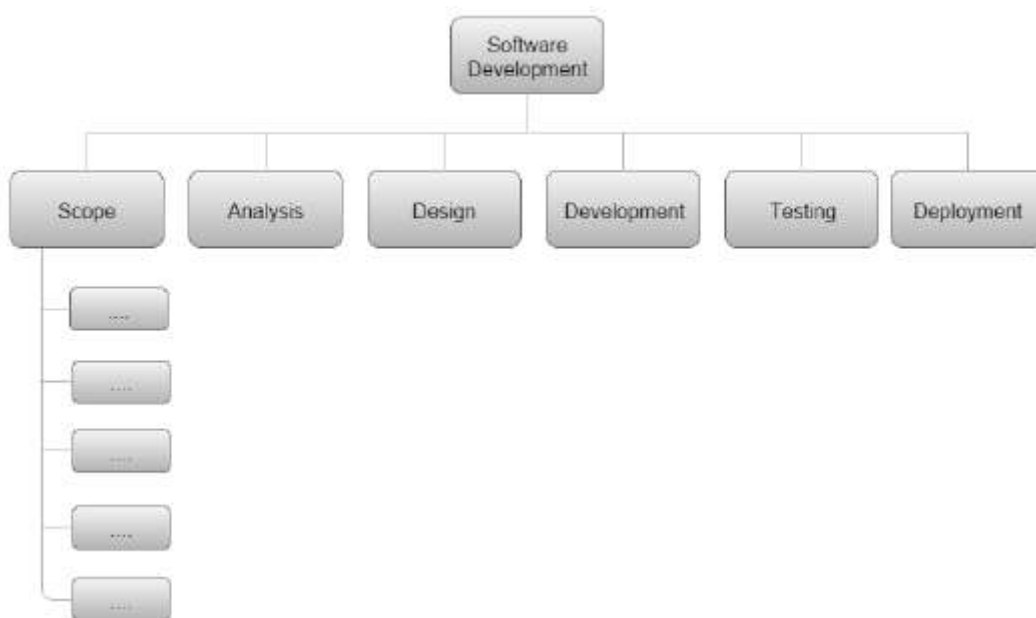 Software
Development
Scope
Analysis
Design
Development
Testing
Deployment
....
....
....
....
....